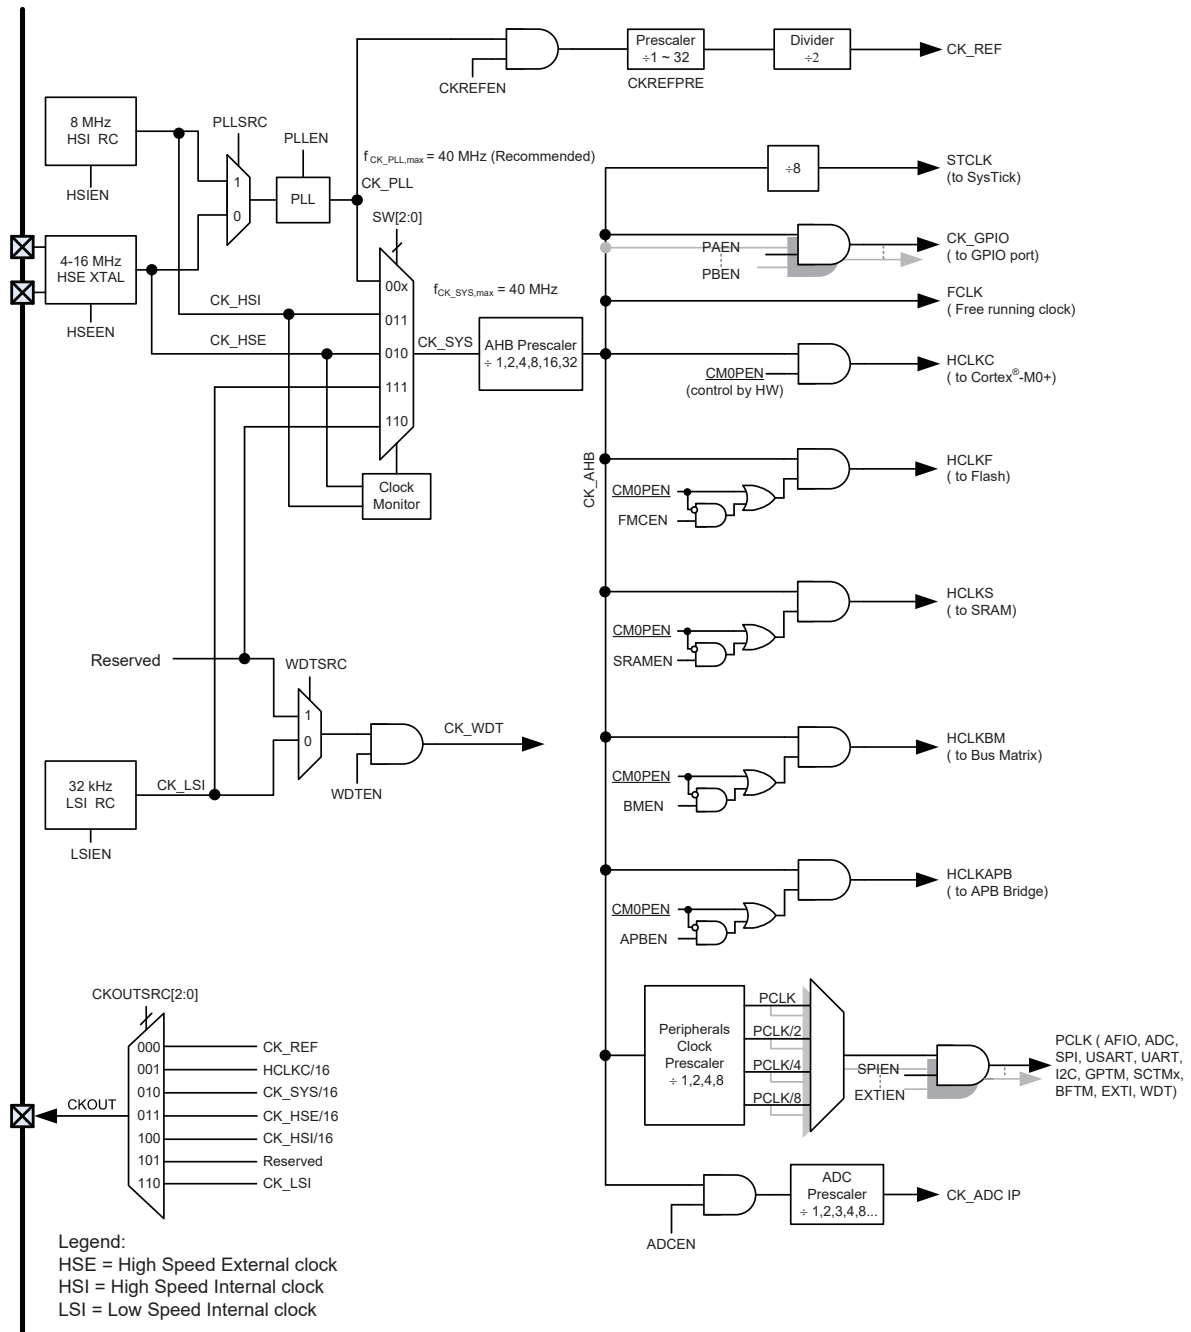 Prescaler
÷1 ~ 32
CKREFPRE
Divider
÷2
CK_REF
CKREFEN
8 MHz
HSI RC
HSIEN
PLLSRC
1
0
PLLEN
PLL
fCK_PLL,max = 40 MHz (Recommended)
CK_PLL
SW[2:0]
÷8
STCLK
(to SysTick)
4-16 MHz
HSE XTAL
HSEEN
PAEN
PBEN
CK_GPIO
( to GPIO port)
00x
011
010
111
110
fCK_SYS,max = 40 MHz
CK_HSI
CK_HSE
CK_SYS
AHB Prescaler
÷ 1,2,4,8,16,32
FCLK
( Free running clock)
CM0PEN
(control by HW)
HCLKC
( to Cortex®-M0+)
Clock
Monitor
CK_AHB
CM0PEN
FMCEN
HCLKF
( to Flash)
CM0PEN
SRAMEN
HCLKS
( to SRAM)
Reserved
WDTSRC
1
0
CK_WDT
WDTEN
32 kHz
LSI RC
CK_LSI
LSIEN
CM0PEN
BMEN
HCLKBM
( to Bus Matrix)
CM0PEN
APBEN
HCLKAPB
( to APB Bridge)
Peripherals
Clock
Prescaler
÷ 1,2,4,8
PCLK
PCLK/2
PCLK/4
PCLK/8
SPIEN
EXTIEN
PCLK ( AFIO, ADC,
SPI, USART, UART,
I2C, GPTM, SCTMx,
BFTM, EXTI, WDT)
CKOUTSRC[2:0]
CKOUT
000 CK_REF
001 HCLKC/16
010 CK_SYS/16
011 CK_HSE/16
100 CK_HSI/16
101 Reserved
110 CK_LSI
ADCEN
ADC
Prescaler
÷ 1,2,3,4,8...
CK_ADC IP
Legend:
HSE = High Speed External clock
HSI = High Speed Internal clock
LSI = Low Speed Internal clock